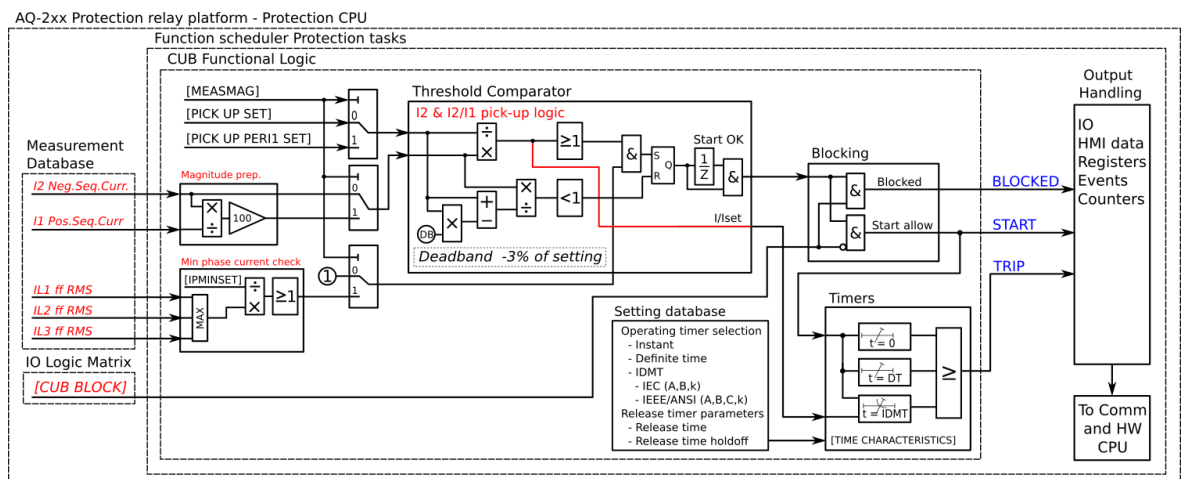 AQ-2xx Protection relay platform - Protection CPU
Function scheduler Protection tasks
CUB Functional Logic
[MEASMAG]
[PICK UP SET]
[PICK UP PERI1 SET]
0
1
Threshold Comparator
I2 & I2/I1 pick-up logic
÷
×
≥1
&
S
R
Q
Start OK
1
Z
&
÷
×
<1
+
−
×
DB
I/Iset
Deadband -3% of setting
Measurement
Database
I2 Neg.Seq.Curr.
I1 Pos.Seq.Curr
IL1 ff RMS
IL2 ff RMS
IL3 ff RMS
Magnitude prep.
×
÷
100
0
1
Min phase current check
[IPMINSET]
MAX
÷
×
≥1
1
0
1
IO Logic Matrix
[CUB BLOCK]
Setting database
Operating timer selection
- Instant
- Definite time
- IDMT
- IEC (A,B,k)
- IEEE/ANSI (A,B,C,k)
Release timer parameters
- Release time
- Release time holdoff
Blocking
&
Blocked
&
Start allow
Timers
t = 0
t = DT
t = IDMT
≥
[TIME CHARACTERISTICS]
BLOCKED
START
TRIP
Output
Handling
IO
HMI data
Registers
Events
Counters
To Comm
and HW
CPU